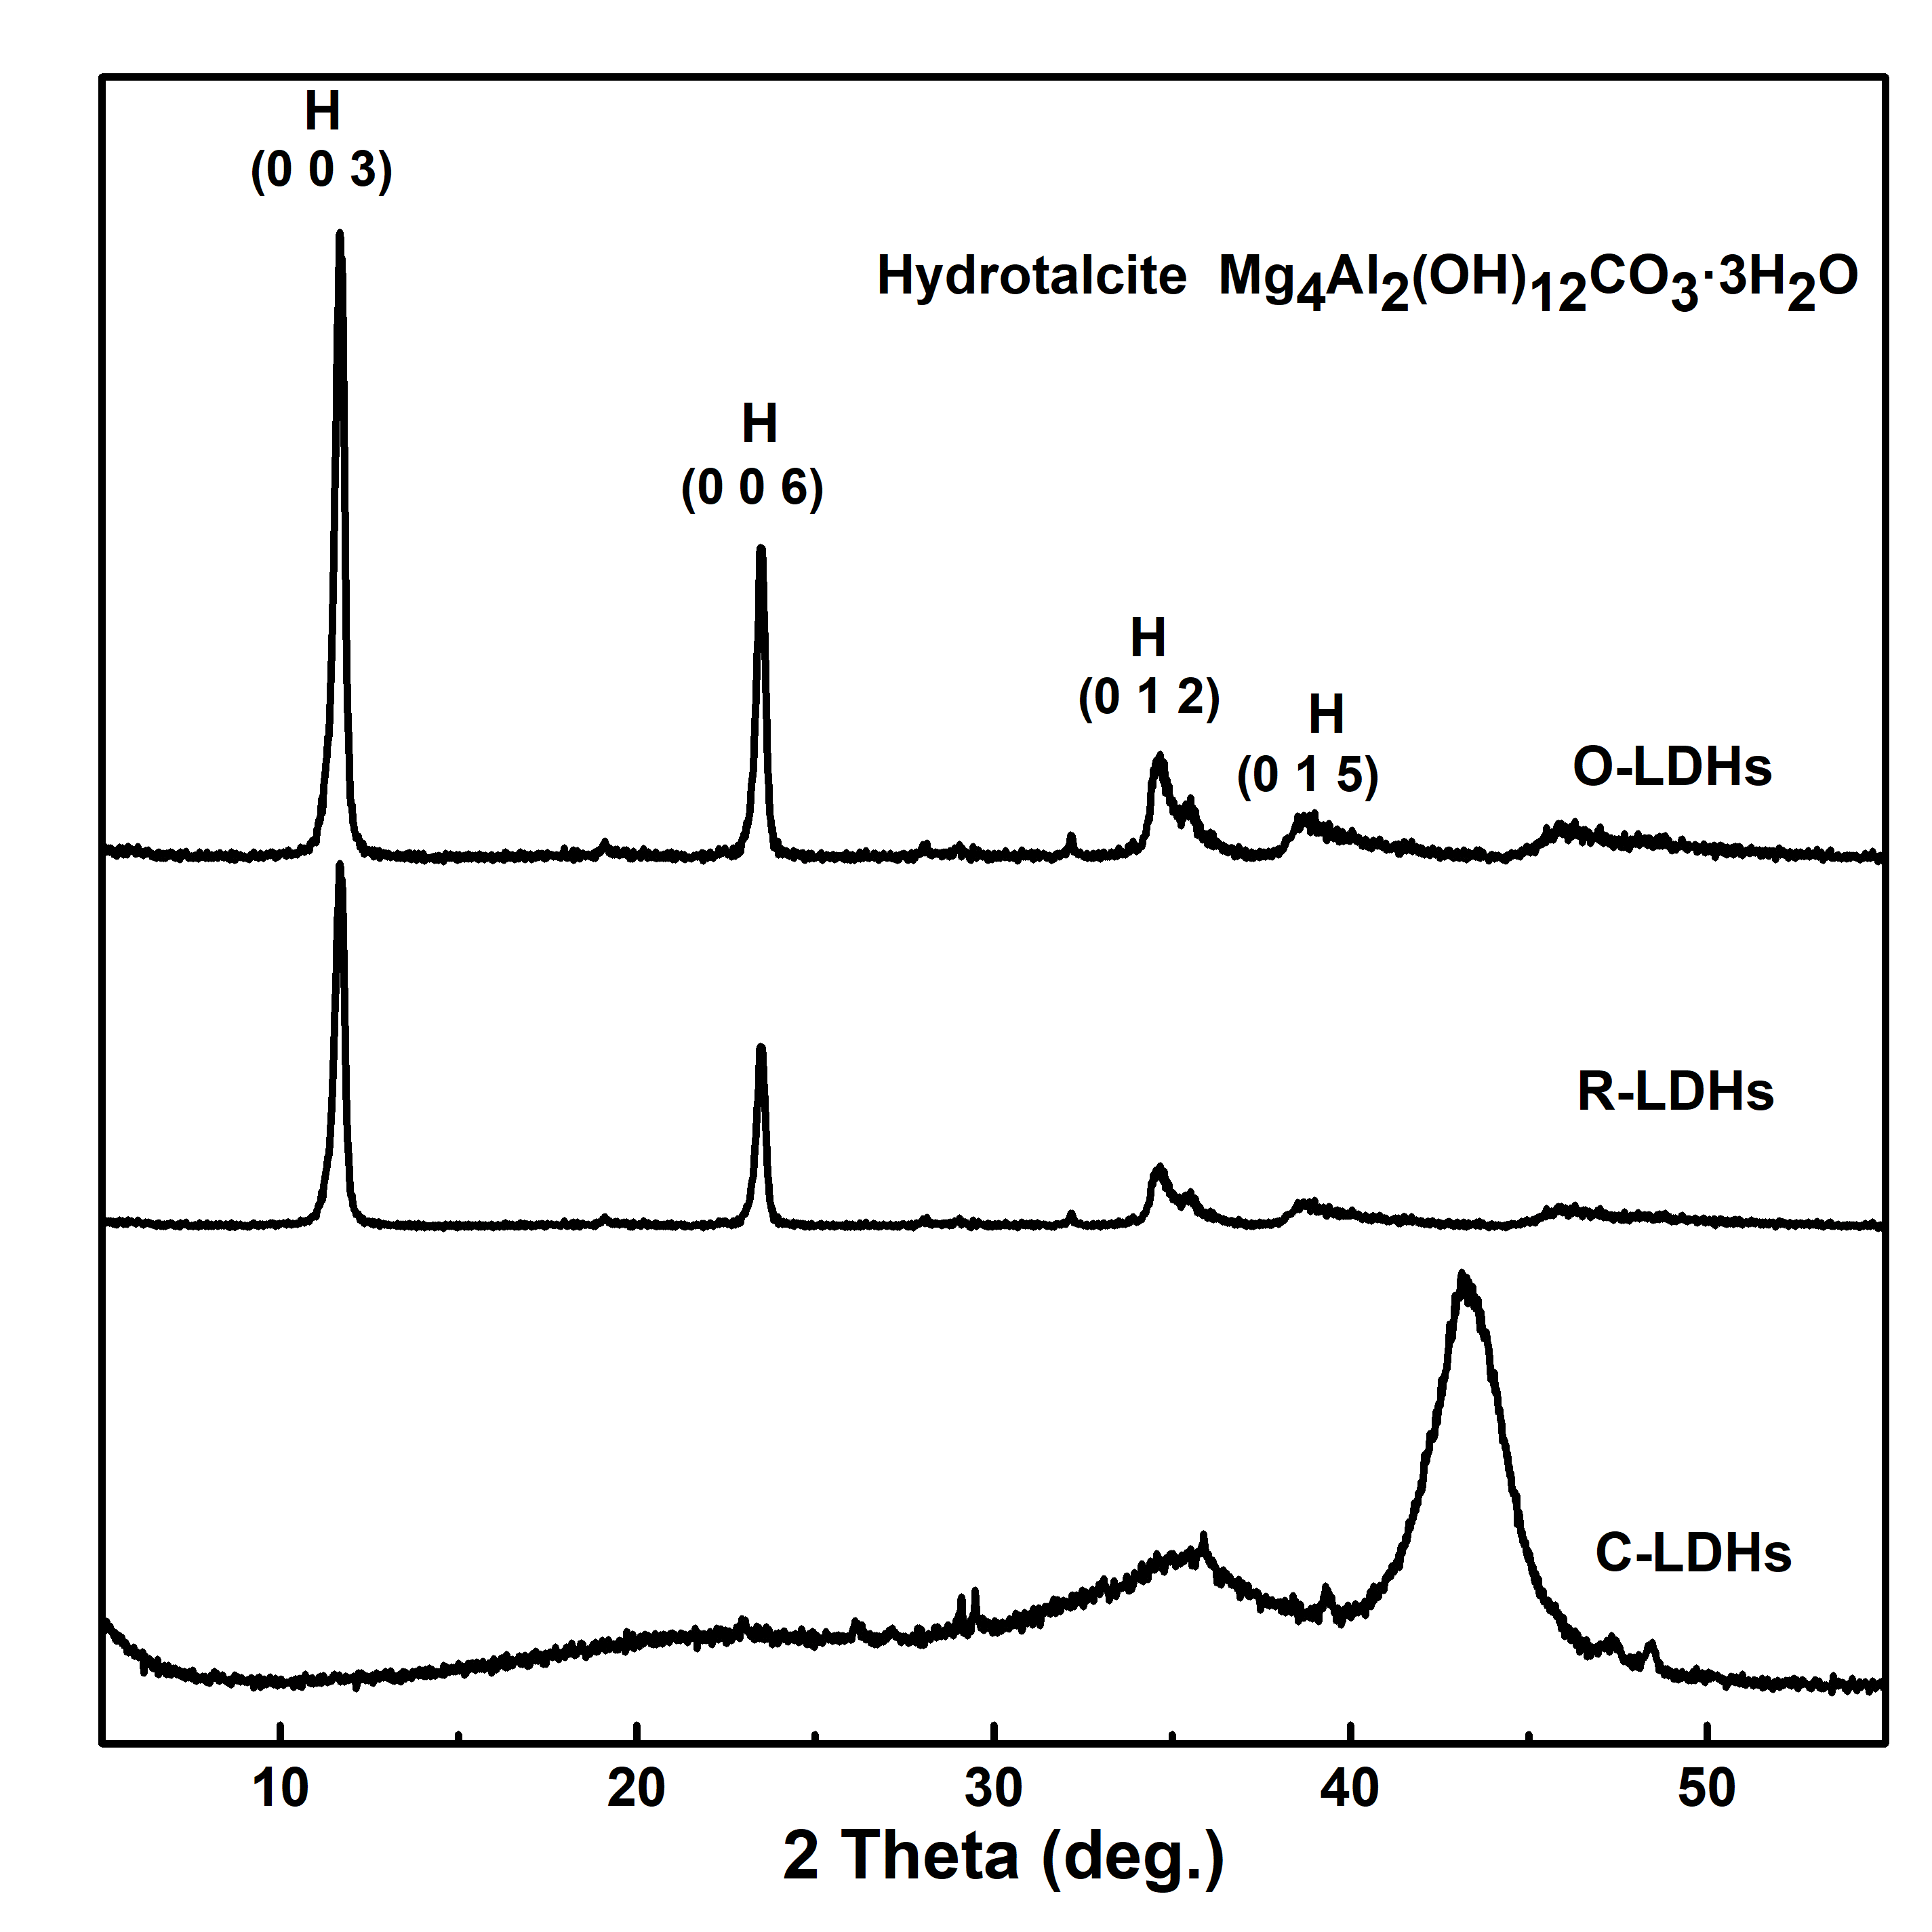 H
(0 0 3)
Hydrotalcite Mg4Al2(OH)12CO3·3H2O
H
(0 0 6)
H
(0 1 2)
H
(0 1 5)
O-LDHs
R-LDHs
C-LDHs
10 20 30 40 50
2 Theta (deg.)